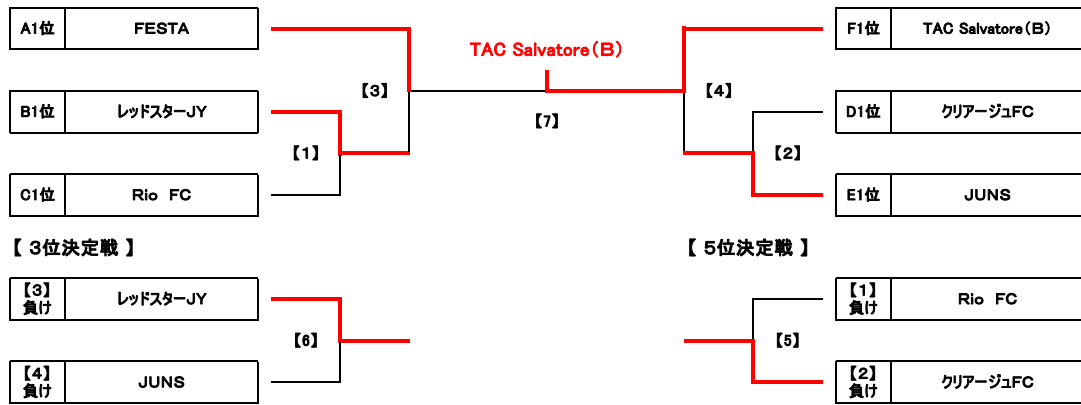 A1位 FESTA
TAC Salvatore(B)
F1位 TAC Salvatore(B)
【3】
【4】
B1位 レッドスターJY
【7】
D1位 クリアージュFC
【1】
【2】
C1位 Rio FC
E1位 JUNS
【 3位決定戦 】
【 5位決定戦 】
【3】
負け レッドスターJY
【1】
負け Rio FC
【6】
【5】
【4】
負け JUNS
【2】
負け クリアージュFC